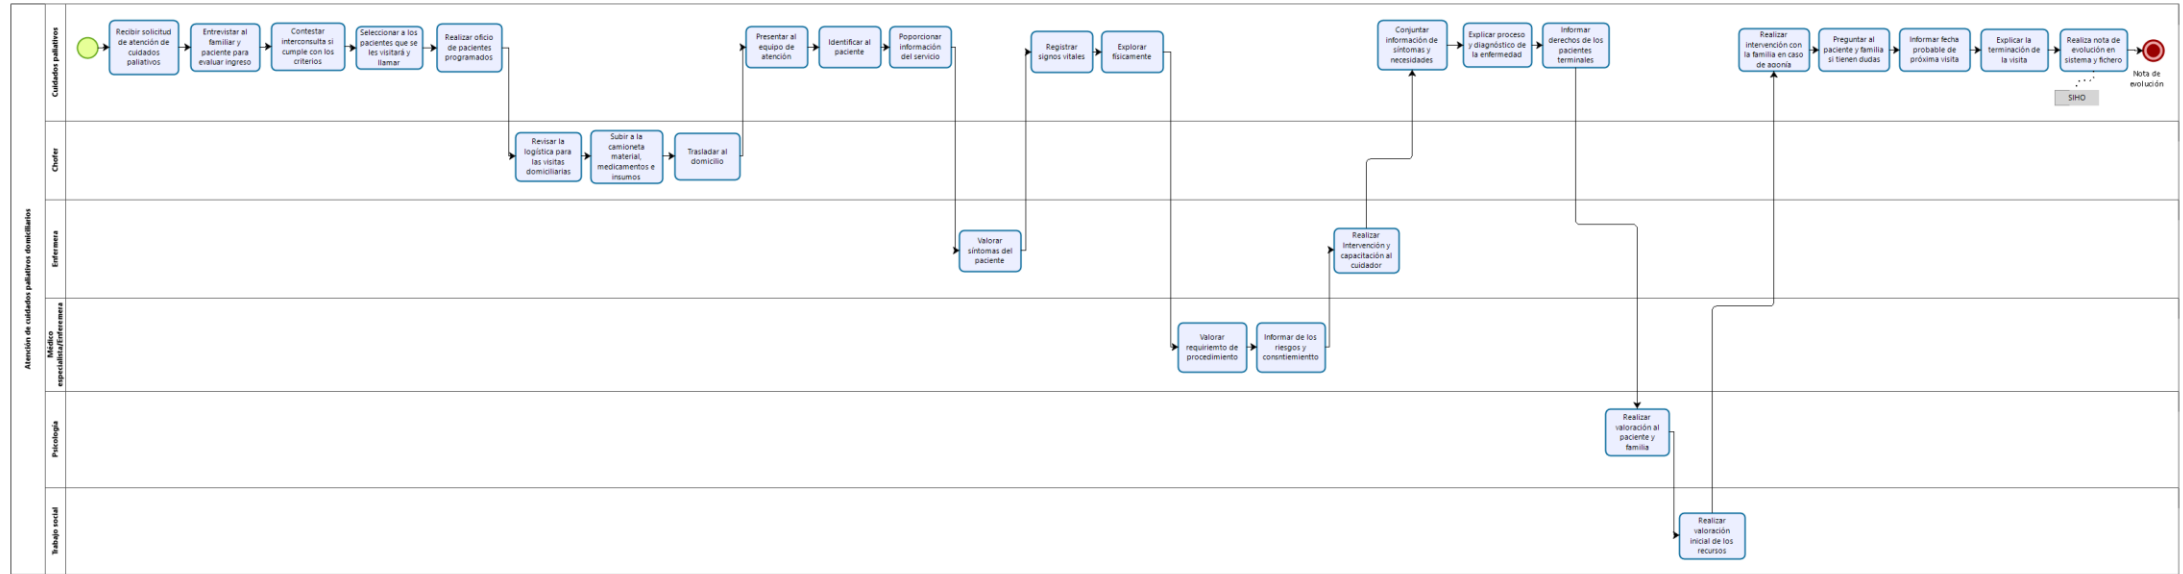 Atención de cuidados paliativos domiciliarios
Cuidados paliativos
Recibir solicitud
de atención de
cuidados
paliativos
Entrevistar al
familiar y
paciente para
evaluar ingreso
Contestar
interconsulta si
cumple con los
criterios
Seleccionar a los
pacientes que se
les visitará y
llamar
Realizar oficio
de pacientes
programados
Presentar al
equipo de
atención
Identificar al
paciente
Poporcionar
información
del servicio
Registrar
signos vitales
Explorar
físicamente
Conjuntar
información de
síntomas y
necesidades
Explicar proceso
y diagnóstico de
la enfermedad
Informar
derechos de los
pacientes
terminales
Realizar
intervención con
la familia en caso
de agonía
Preguntar al
paciente y familia
si tienen dudas
Informar fecha
probable de
próxima visita
Explicar la
terminación de
la visita
Realiza nota de
evolución en
sistema y fichero
Nota de
evolución
SIHO
Chofer
Revisar la
logística para
las visitas
domiciliarias
Subir a la
camioneta
material,
medicamentos e
insumos
Trasladar al
domicilio
Enfermera
Valorar
síntomas del
paciente
Realizar
Intervención y
capacitación al
cuidador
Médico
especialista/Enferemera
Valorar
requiriemto de
procedimiento
Informar de los
riesgos y
consntiemientto
Psicología
Realizar
valoración al
paciente y
familia
Trabajo social
Realizar
valoración
inicial de los
recursos